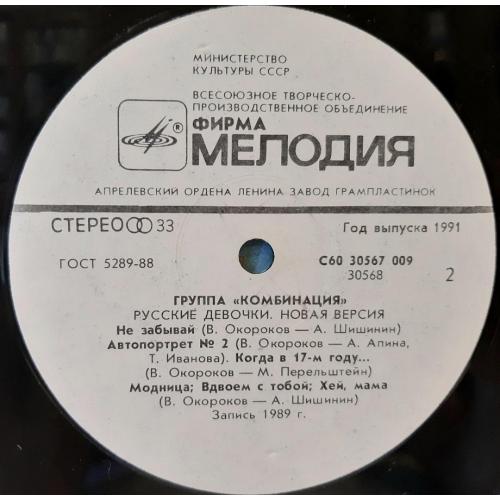 МИНИСТЕРСТВО
КУЛЬТУРЫ СССР
ВСЕСОЮЗНОЕ ТВОРЧЕСКО-
ПРОИЗВОДСТВЕННОЕ ОБЪЕДИНЕНИЕ
® ФИРМА
МЕЛОДИЯ
АПРЕЛЕВСКИЙ ОРДЕНА ЛЕНИНА ЗАВОД ГРАМПЛАСТИНОК
СТЕРЕО 33 Год выпуска 1991
ГОСТ 5289-88 С60 30567 009
30568 2
ГРУППА «КОМБИНАЦИЯ»
РУССКИЕ ДЕВОЧКИ. НОВАЯ ВЕРСИЯ
Не забывай (В. Окороков — А. Шишинин)
Автопортрет № 2 (В. Окороков — А. Апина,
Т. Иванова). Когда в 17-м году...
(В. Окороков — М. Перельштейн)
Модница; Вдвоем с тобой; Хей, мама
(В. Окороков — А. Шишинин)
Запись 1989 г.